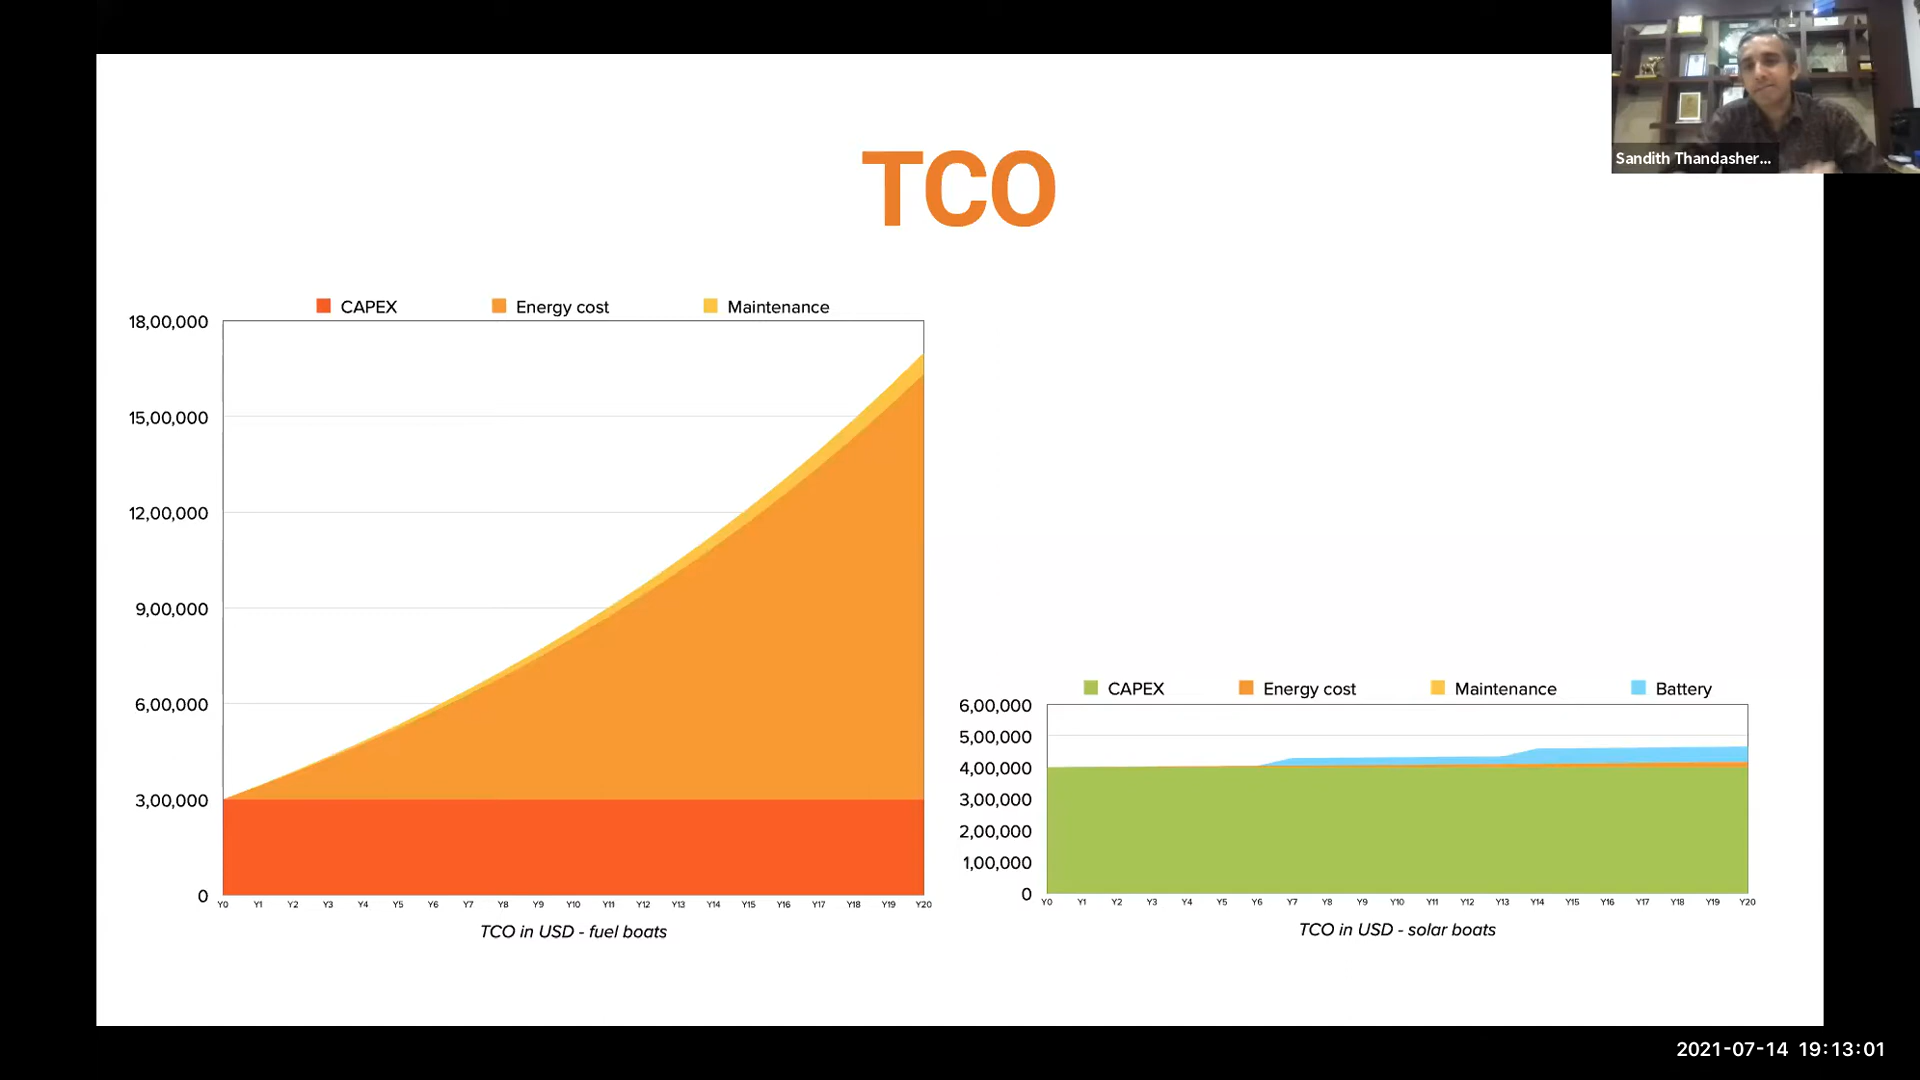 Sandith Thandasher...
TCO
CAPEX Energy cost Maintenance
18,00,000
15,00,000
12,00,000
9,00,000
6,00,000
3,00,000
0
Y0 Y1 Y2 Y3 Y4 Y5 Y6 Y7 Y8 Y9 Y10 Y11 Y12 Y13 Y14 Y15 Y16 Y17 Y18 Y19 Y20
TCO in USD - fuel boats
CAPEX Energy cost Maintenance Battery
6,00,000
5,00,000
4,00,000
3,00,000
2,00,000
1,00,000
0
Y0 Y1 Y2 Y3 Y4 Y5 Y6 Y7 Y8 Y9 Y10 Y11 Y12 Y13 Y14 Y15 Y16 Y17 Y18 Y19 Y20
TCO in USD - solar boats
2021-07-14 19:13:01